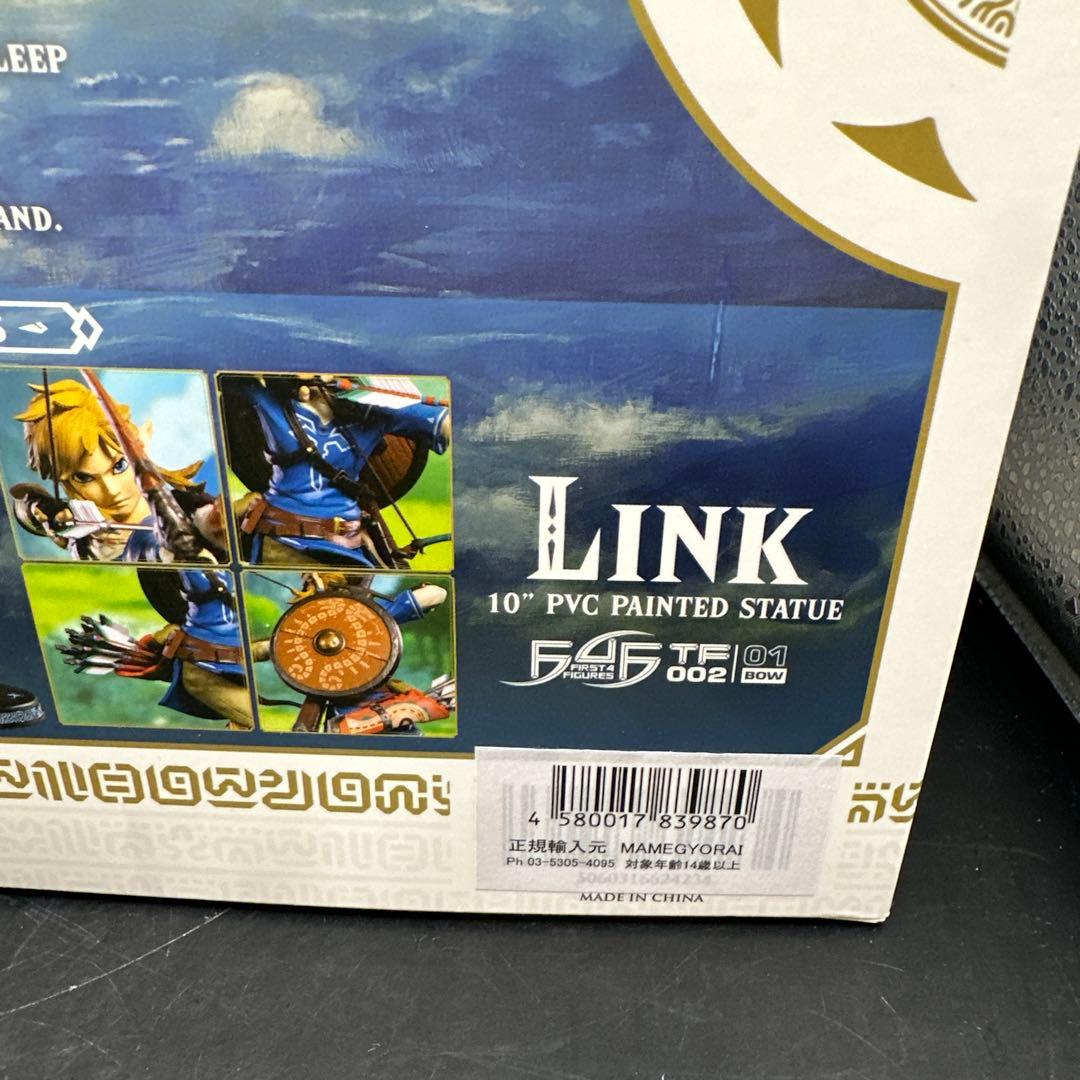 LEEP
AND.
LINK
10" PVC PAINTED STATUE
F4F FIRST 4 FIGURES TF 002 01 BOW
4 580017 839870
正規輸入元 MAMEGYORAI
Ph 03-5305-4095 対象年齢14歳以上
MADE IN CHINA